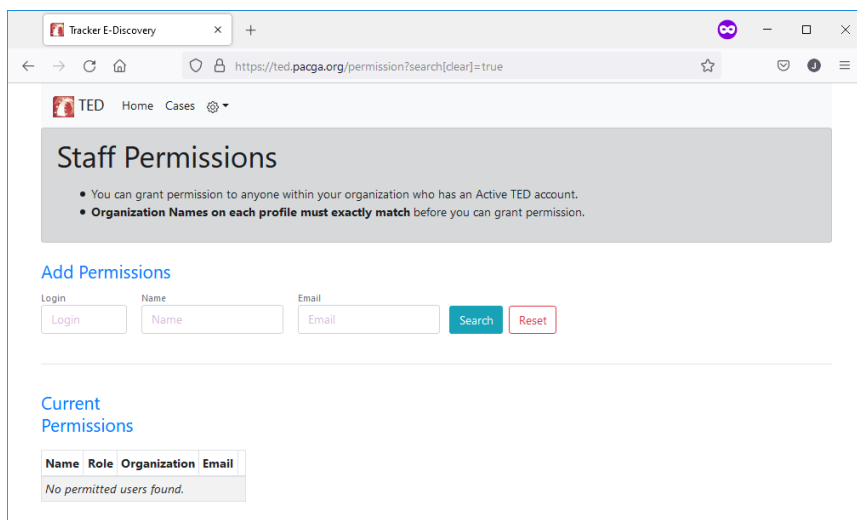 Tracker E-Discovery
https://ted.pacga.org/permission?search[clear]=true
J
TED Home Cases
Staff Permissions
You can grant permission to anyone within your organization who has an Active TED account.
Organization Names on each profile must exactly match before you can grant permission.
Add Permissions
Login Name Email
Login Name Email Search Reset
Current
Permissions
Name Role Organization Email
No permitted users found.